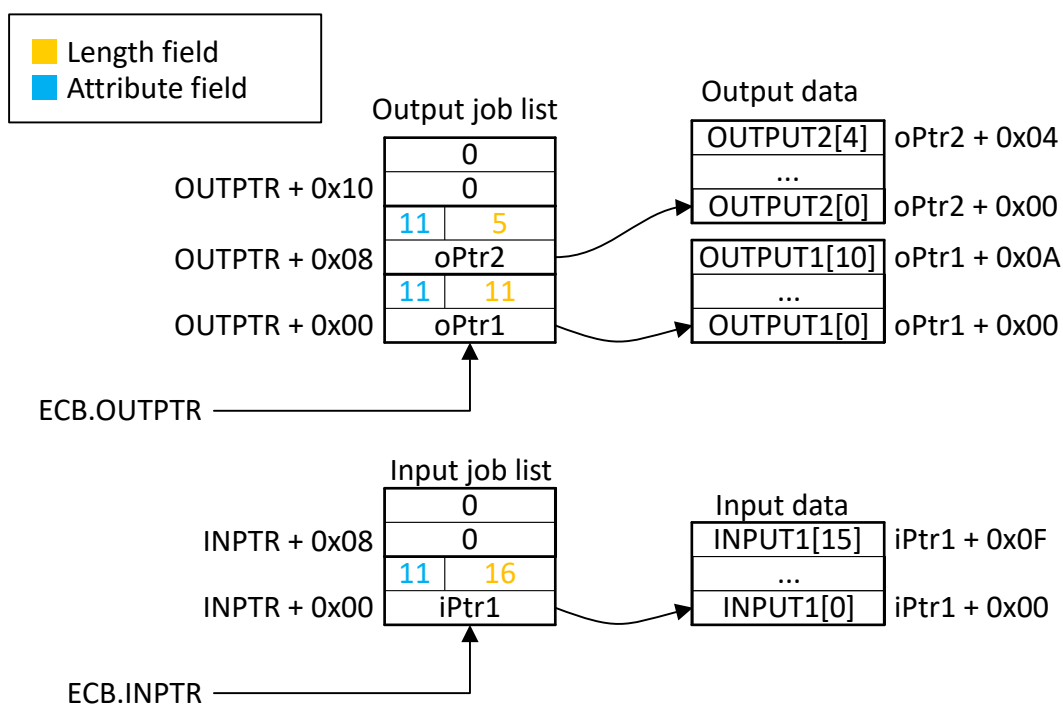 Length field
Attribute field
Output job list
Output data
0
OUTPTR + 0x10
0
11
5
OUTPTR + 0x08
oPtr2
11
11
OUTPTR + 0x00
oPtr1
OUTPUT2[4]
oPtr2 + 0x04
...
OUTPUT2[0]
oPtr2 + 0x00
OUTPUT1[10]
oPtr1 + 0x0A
...
OUTPUT1[0]
oPtr1 + 0x00
ECB.OUTPTR
Input job list
Input data
0
INPTR + 0x08
0
11
16
INPTR + 0x00
iPtr1
INPUT1[15]
iPtr1 + 0x0F
...
INPUT1[0]
iPtr1 + 0x00
ECB.INPTR